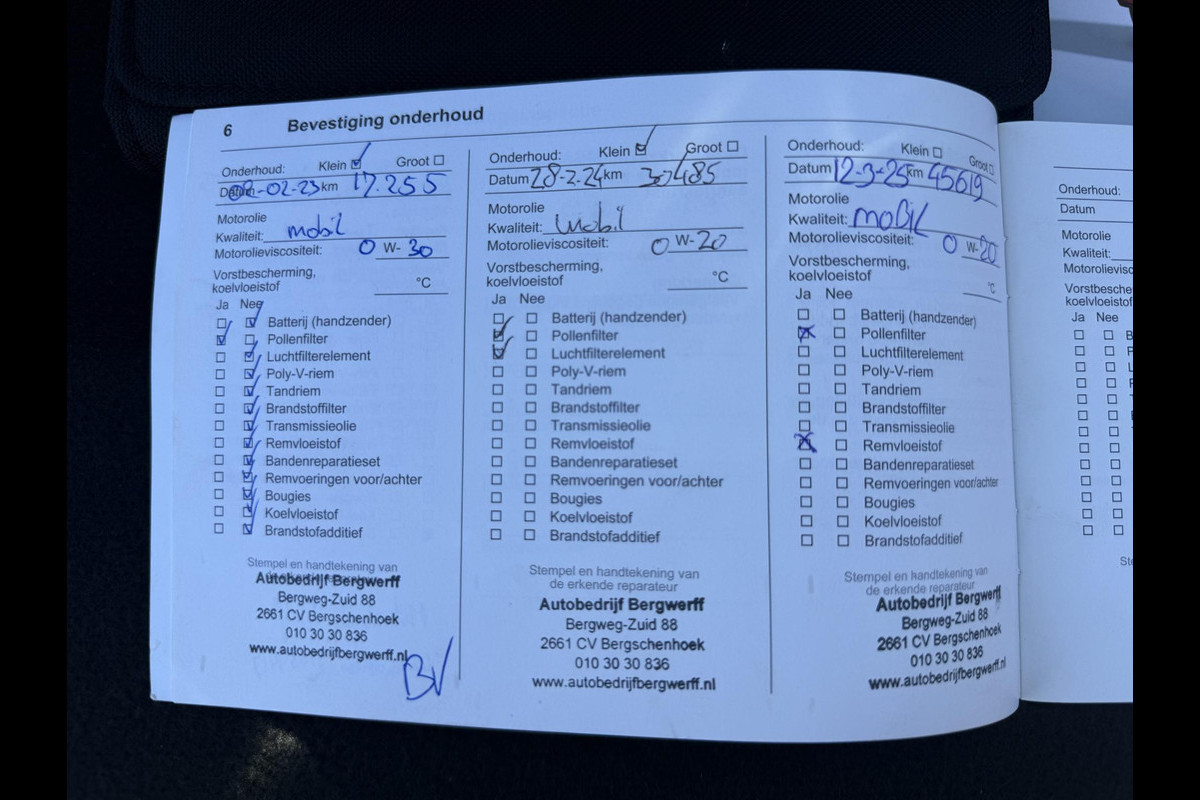 6 Bevestiging onderhoud
Onderhoud: Klein Groot
Datum 02-02-23 km 17.255
Motorolie
Kwaliteit: mobil
Motorolieviscositeit: 0 W-30
Vorstbescherming,
koelvloeistof °C
Ja Nee
Batterij (handzender)
Pollenfilter
Luchtfilterelement
Poly-V-riem
Tandriem
Brandstoffilter
Transmissieolie
Remvloeistof
Bandenreparatieset
Remvoeringen voor/achter
Bougies
Koelvloeistof
Brandstofadditief
Stempel en handtekening van
Autobedrijf Bergwerff
Bergweg-Zuid 88
2661 CV Bergschenhoek
010 30 30 836
www.autobedrijfbergwerff.nl
BV
Onderhoud: Klein Groot
Datum 28-2.24 km
Motorolie
Kwaliteit: mobil
Motorolieviscositeit: 0 W-20
Vorstbescherming,
koelvloeistof °C
Ja Nee
Batterij (handzender)
Pollenfilter
Luchtfilterelement
Poly-V-riem
Tandriem
Brandstoffilter
Transmissieolie
Remvloeistof
Bandenreparatieset
Remvoeringen voor/achter
Bougies
Koelvloeistof
Brandstofadditief
Stempel en handtekening van
de erkende reparateur
Autobedrijf Bergwerff
Bergweg-Zuid 88
2661 CV Bergschenhoek
010 30 30 836
www.autobedrijfbergwerff.nl
Onderhoud: Klein Groot
Datum 12-3-25 km 45619
Motorolie
Kwaliteit: moBiL
Motorolieviscositeit: 0 W-20
Vorstbescherming,
koelvloeistof °C
Ja Nee
Batterij (handzender)
Pollenfilter
Luchtfilterelement
Poly-V-riem
Tandriem
Brandstoffilter
Transmissieolie
Remvloeistof
Bandenreparatieset
Remvoeringen voor/achter
Bougies
Koelvloeistof
Brandstofadditief
Stempel en handtekening van
de erkende reparateur
Autobedrijf Bergwerff
Bergweg-Zuid 88
2661 CV Bergschenhoek
010 30 30 836
www.autobedrijfbergwerff.nl
Onderhoud:
Datum
Motorolie
Kwaliteit:
Motorolievisc
Vorstbesche
koelvloeistof
Ja Nee